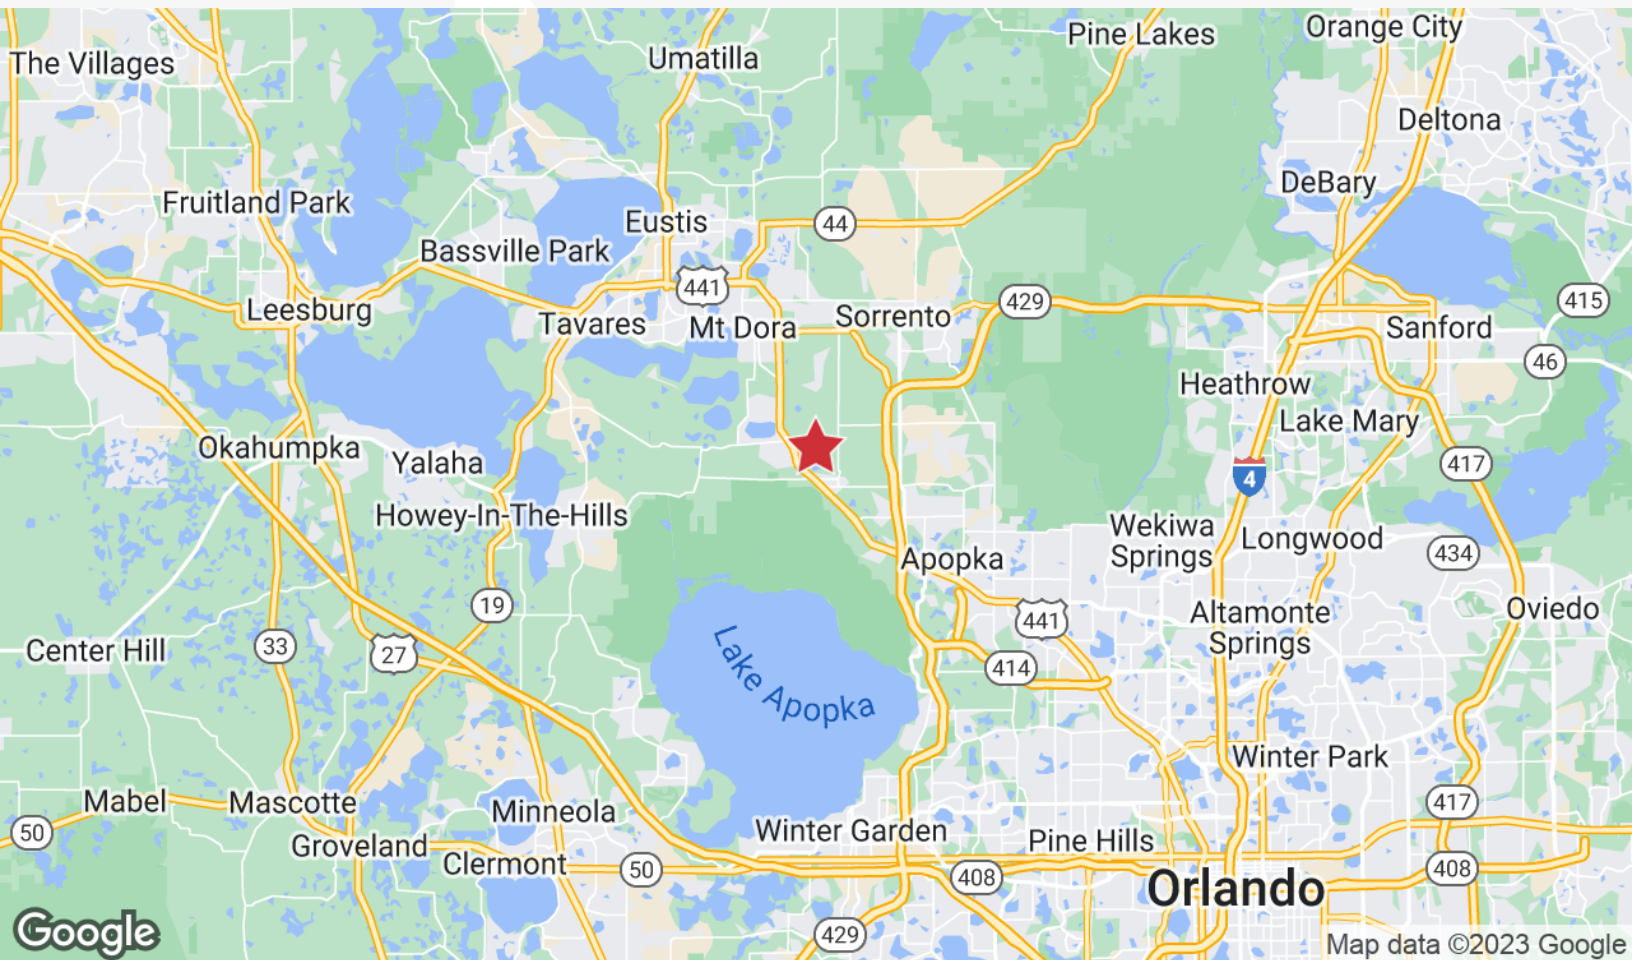 Orange City
Pine Lakes
Umatilla
The Villages
Deltona
DeBary
Fruitland Park
Eustis
44
Bassville Park
441
429
415
Leesburg
Tavares
Mt Dora
Sorrento
Sanford
46
Heathrow
Lake Mary
Okahumpka
Yalaha
417
4
Howey-In-The-Hills
Wekiwa
Springs
Longwood
434
Apopka
19
441
Altamonte
Springs
Oviedo
33
Center Hill
27
414
Lake Apopka
Winter Park
Mabel
Mascotte
417
Minneola
50
Winter Garden
Pine Hills
Groveland
Clermont
50
408
408
Orlando
429
Google
Map data ©2023 Google